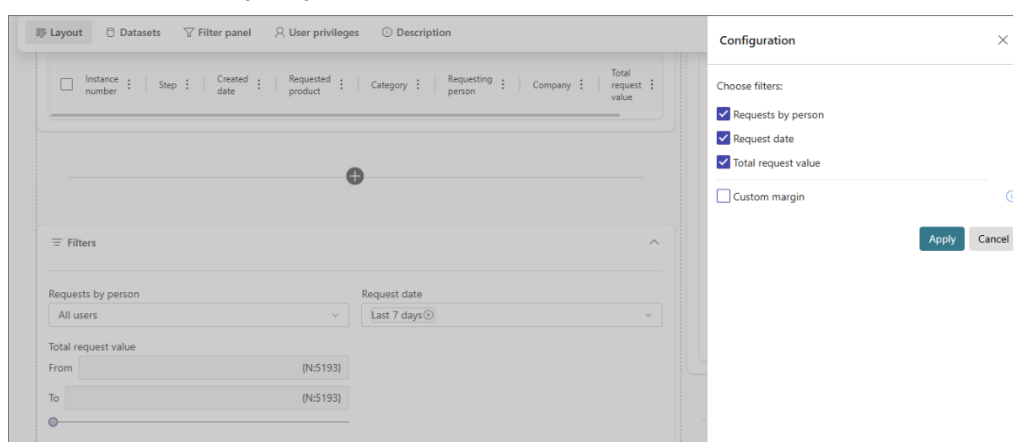 Layout Datasets Filter panel User privileges Description
Instance number Step Created date Requested product Category Requesting person Company Total request value
Filters
Requests by person Request date
All users Last 7 days
Total request value
From {N:5193}
To {N:5193}
Configuration
Choose filters:
Requests by person
Request date
Total request value
Custom margin
Apply Cancel